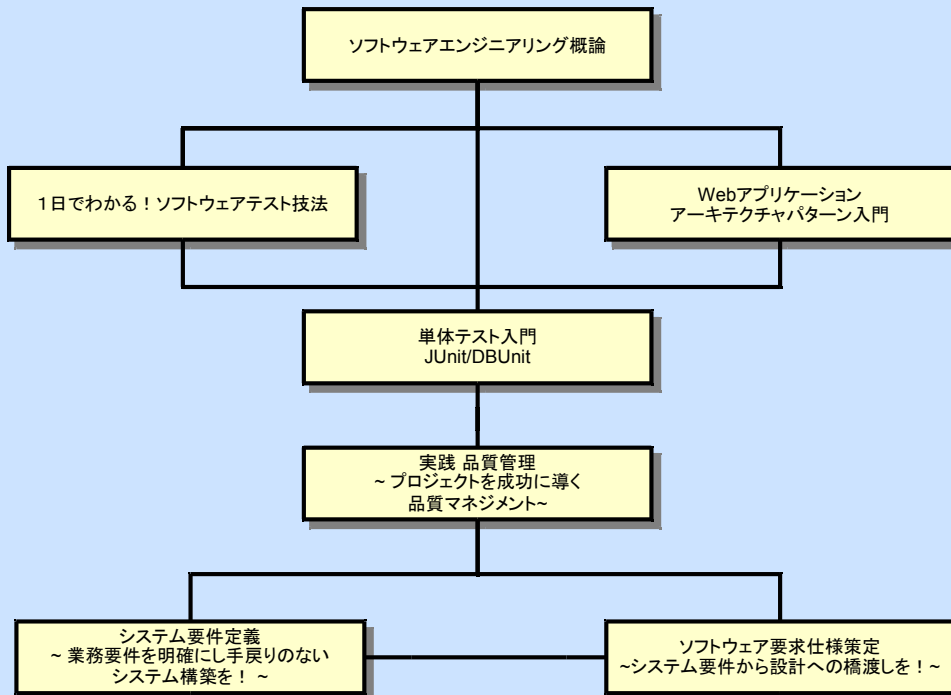 ソフトウェアエンジニアリング概論
１日でわかる！ソフトウェアテスト技法
Webアプリケーション
アーキテクチャパターン入門
単体テスト入門
JUnit/DBUnit
実践 品質管理
~ プロジェクトを成功に導く
品質マネジメント~
システム要件定義
~ 業務要件を明確にし手戻りのない
システム構築を！ ~
ソフトウェア要求仕様策定
~システム要件から設計への橋渡しを！~